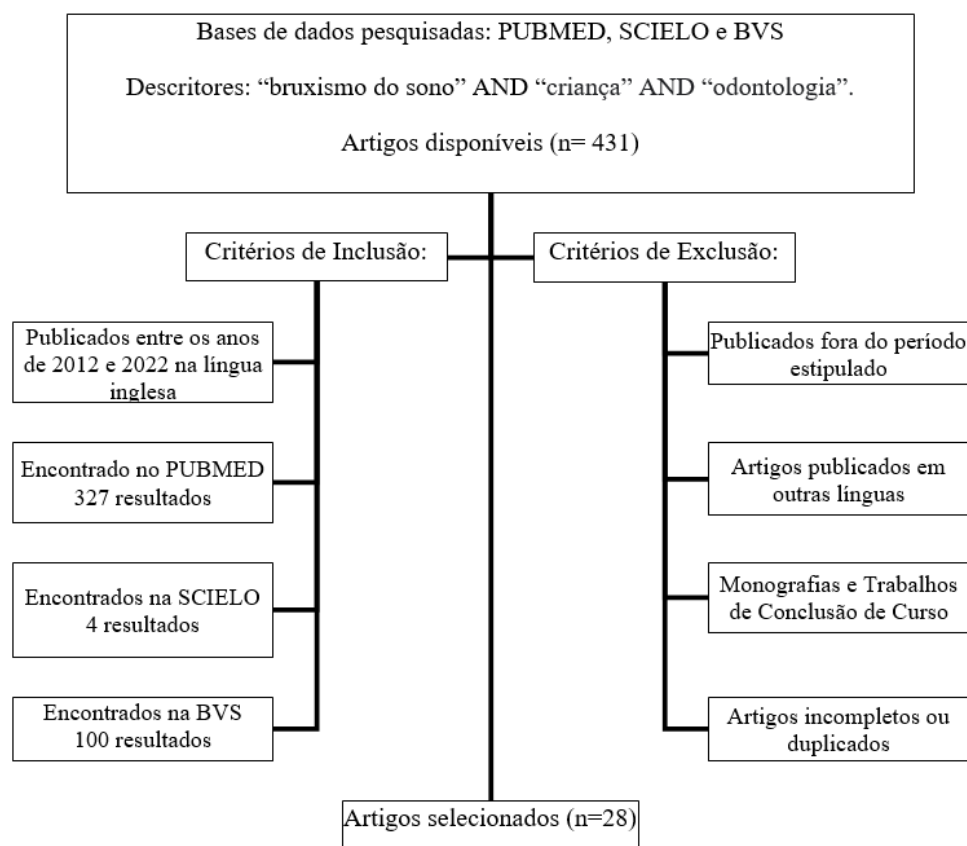 Bases de dados pesquisadas: PUBMED, SCIELO e BVS
Descritores: “bruxismo do sono” AND “criança” AND “odontologia”.
Artigos disponíveis (n= 431)
Critérios de Inclusão:
Publicados entre os anos
de 2012 e 2022 na língua
inglesa
Encontrado no PUBMED
327 resultados
Encontrados na SCIELO
4 resultados
Encontrados na BVS
100 resultados
Critérios de Exclusão:
Publicados fora do período
estipulado
Artigos publicados em
outras línguas
Monografias e Trabalhos
de Conclusão de Curso
Artigos incompletos ou
duplicados
Artigos selecionados (n=28)